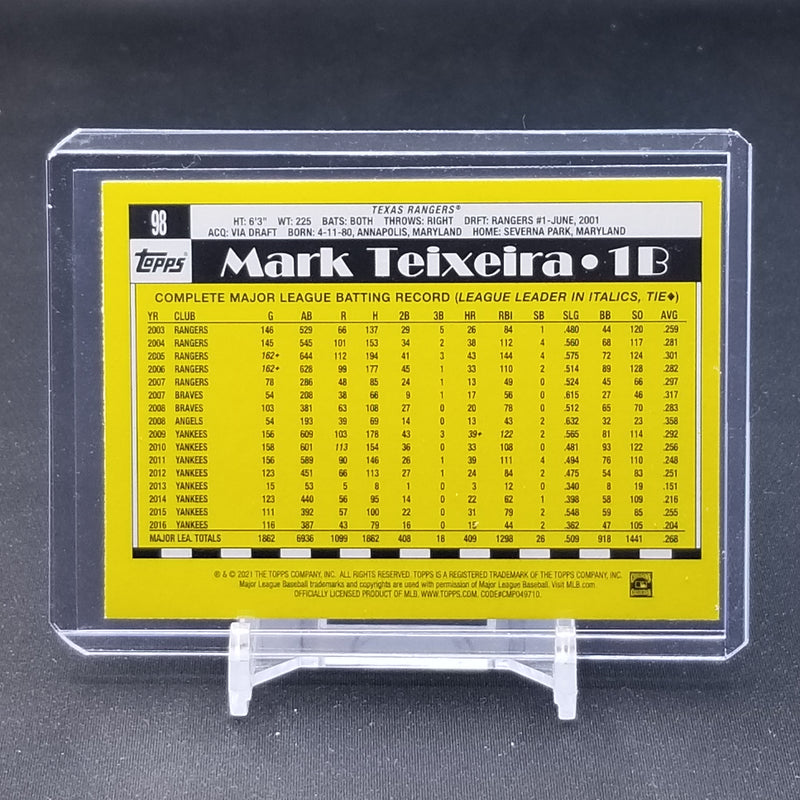 98
TEXAS RANGERS®
HT: 6'3" WT: 225 BATS: BOTH THROWS: RIGHT DRFT: RANGERS #1-JUNE, 2001
ACQ: VIA DRAFT BORN: 4-11-80, ANNAPOLIS, MARYLAND HOME: SEVERNA PARK, MARYLAND
Topps
Mark Teixeira • 1B
COMPLETE MAJOR LEAGUE BATTING RECORD (LEAGUE LEADER IN ITALICS, TIE♦)
YR CLUB G AB R H 2B 3B HR RBI SB SLG BB SO AVG
2003 RANGERS 146 529 66 137 29 5 26 84 1 .480 44 120 .259
2004 RANGERS 145 545 101 153 34 2 38 112 4 .560 68 117 .281
2005 RANGERS 162♦ 644 112 194 41 3 43 144 4 .575 72 124 .301
2006 RANGERS 162♦ 628 99 177 45 1 33 110 2 .514 89 128 .282
2007 RANGERS 78 286 48 85 24 1 13 49 0 .524 45 66 .297
2007 BRAVES 54 208 38 66 9 1 17 56 0 .615 27 46 .317
2008 BRAVES 103 381 63 108 27 0 20 78 0 .512 65 70 .283
2008 ANGELS 54 193 39 69 14 0 13 43 2 .632 32 23 .358
2009 YANKEES 156 609 103 178 43 3 39♦ 122 2 .565 81 114 .292
2010 YANKEES 158 601 113 154 36 0 33 108 0 .481 93 122 .256
2011 YANKEES 156 589 90 146 26 1 39 111 4 .494 76 110 .248
2012 YANKEES 123 451 66 113 27 1 24 84 2 .475 54 83 .251
2013 YANKEES 15 53 5 8 1 0 3 12 0 .340 8 19 .151
2014 YANKEES 123 440 56 95 14 0 22 62 1 .398 58 109 .216
2015 YANKEES 111 392 57 100 22 0 31 79 2 .548 59 85 .255
2016 YANKEES 116 387 43 79 16 0 15 44 2 .362 47 105 .204
MAJOR LEA. TOTALS 1862 6936 1099 1862 408 18 409 1298 26 .509 918 1441 .268
® & © 2021 THE TOPPS COMPANY, INC. ALL RIGHTS RESERVED. TOPPS IS A REGISTERED TRADEMARK OF THE TOPPS COMPANY, INC.
Major League Baseball trademarks and copyrights are used with permission of Major League Baseball. Visit MLB.com.
OFFICIALLY LICENSED PRODUCT OF MLB. WWW.TOPPS.COM. CODE#CMP049710.